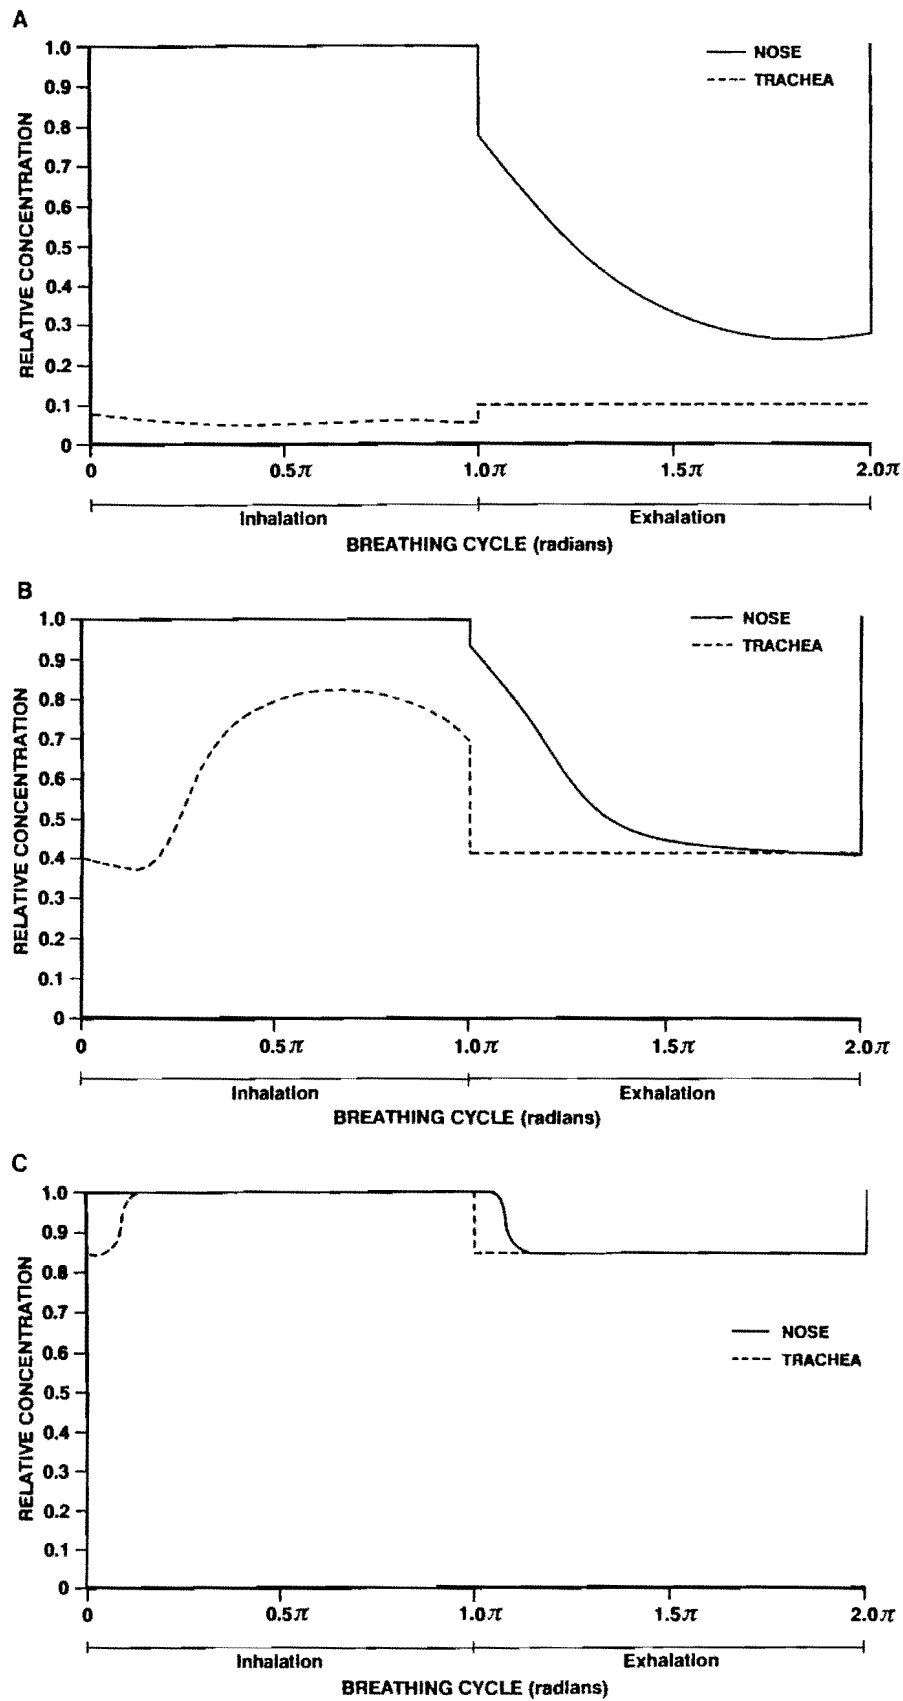 A
1.0
NOSE
TRACHEA
0.9
0.8
0.7
0.6
0.5
0.4
0.3
0.2
0.1
0
RELATIVE CONCENTRATION
0 0.5π 1.0π 1.5π 2.0π
Inhalation Exhalation
BREATHING CYCLE (radians)
B
1.0
NOSE
TRACHEA
0.9
0.8
0.7
0.6
0.5
0.4
0.3
0.2
0.1
0
RELATIVE CONCENTRATION
0 0.5π 1.0π 1.5π 2.0π
Inhalation Exhalation
BREATHING CYCLE (radians)
C
1.0
0.9
0.8
0.7
NOSE
TRACHEA
0.6
0.5
0.4
0.3
0.2
0.1
0
RELATIVE CONCENTRATION
0 0.5π 1.0π 1.5π 2.0π
Inhalation Exhalation
BREATHING CYCLE (radians)